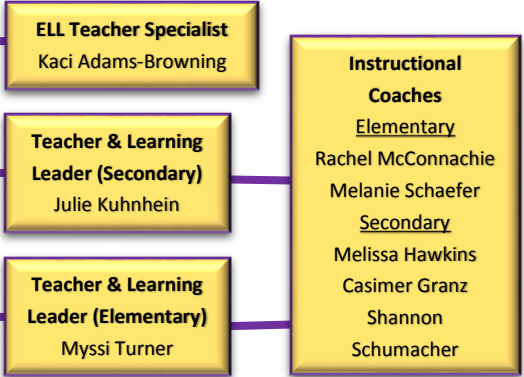 ELL Teacher Specialist
Kaci Adams-Browning
Teacher & Learning
Leader (Secondary)
Julie Kuhnhein
Teacher & Learning
Leader (Elementary)
Myssi Turner
Instructional
Coaches
Elementary
Rachel McConnachie
Melanie Schaefer
Secondary
Melissa Hawkins
Casimer Granz
Shannon
Schumacher